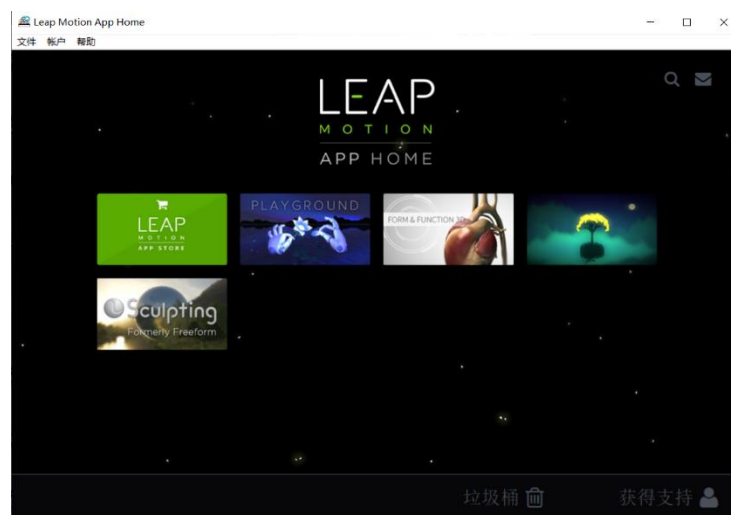 Leap Motion App Home
文件 帐户 帮助
LEAP
MOTION
APP HOME
LEAP
MOTION
APP STORE
PLAYGROUND
FORM & FUNCTION 3D
Sculpting
Formerly Freeform
垃圾桶
获得支持